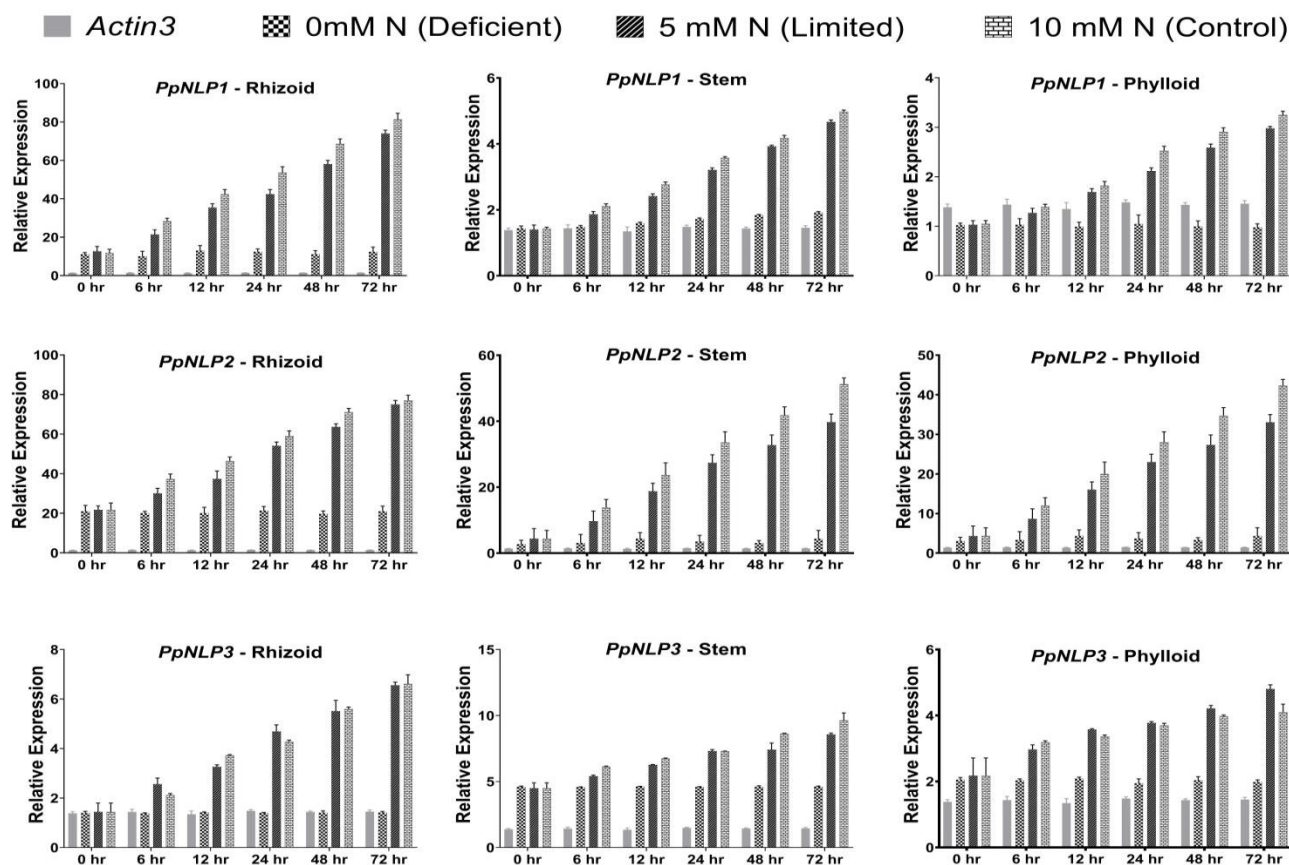 Actin3 0mM N (Deficient) 5 mM N (Limited) 10 mM N (Control)
PpNLP1 - Rhizoid
Relative Expression
100
80
60
40
20
0
0 hr 6 hr 12 hr 24 hr 48 hr 72 hr
PpNLP1 - Stem
Relative Expression
6
4
2
0
0 hr 6 hr 12 hr 24 hr 48 hr 72 hr
PpNLP1 - Phylloid
Relative Expression
4
3
2
1
0
0 hr 6 hr 12 hr 24 hr 48 hr 72 hr
PpNLP2 - Rhizoid
Relative Expression
100
80
60
40
20
0
0 hr 6 hr 12 hr 24 hr 48 hr 72 hr
PpNLP2 - Stem
Relative Expression
60
40
20
0
0 hr 6 hr 12 hr 24 hr 48 hr 72 hr
PpNLP2 - Phylloid
Relative Expression
50
40
30
20
10
0
0 hr 6 hr 12 hr 24 hr 48 hr 72 hr
PpNLP3 - Rhizoid
Relative Expression
8
6
4
2
0
0 hr 6 hr 12 hr 24 hr 48 hr 72 hr
PpNLP3 - Stem
Relative Expression
15
10
5
0
0 hr 6 hr 12 hr 24 hr 48 hr 72 hr
PpNLP3 - Phylloid
Relative Expression
6
4
2
0
0 hr 6 hr 12 hr 24 hr 48 hr 72 hr